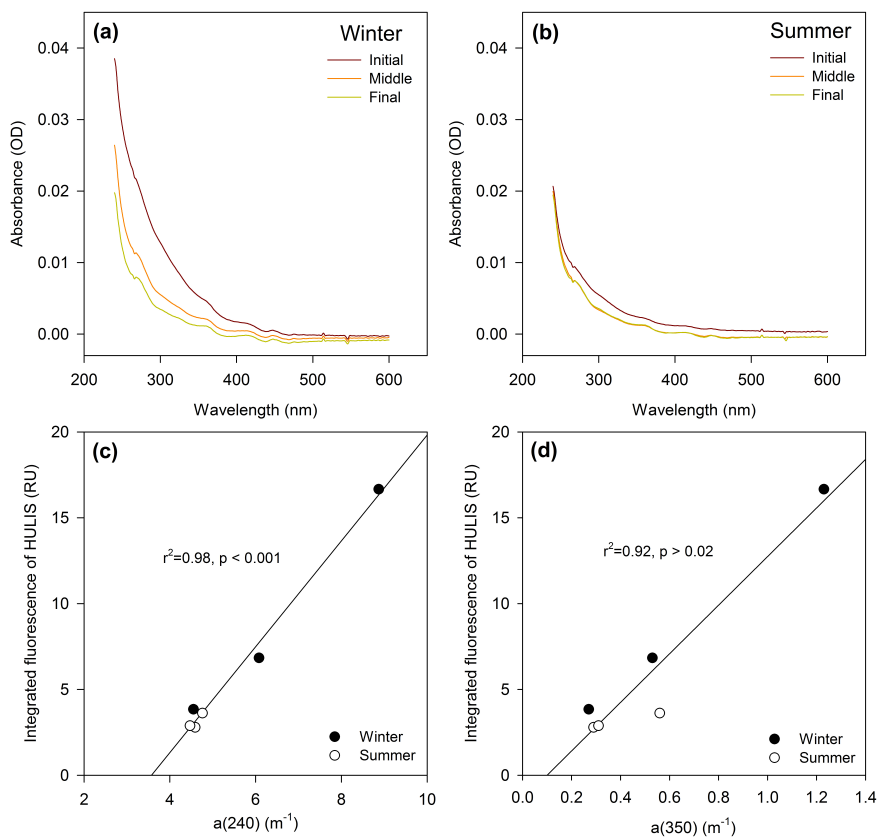 (a)
Winter
Initial
Middle
Final
Absorbance (OD)
0.04
0.03
0.02
0.01
0.00
200 300 400 500 600
Wavelength (nm)
(b)
Summer
Initial
Middle
Final
Absorbance (OD)
0.04
0.03
0.02
0.01
0.00
200 300 400 500 600
Wavelength (nm)
(c)
Integrated fluorescence of HULIS (RU)
20
15
10
5
0
r²=0.98, p < 0.001
Winter
Summer
2 4 6 8 10
a(240) (m⁻¹)
(d)
Integrated fluorescence of HULIS (RU)
20
15
10
5
0
r²=0.92, p > 0.02
Winter
Summer
0.0 0.2 0.4 0.6 0.8 1.0 1.2 1.4
a(350) (m⁻¹)